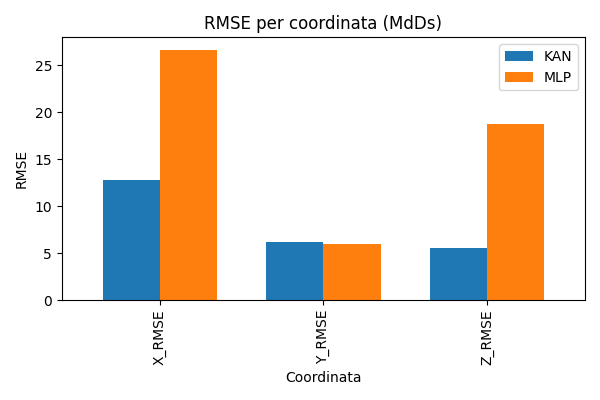 RMSE per coordinata (MdDs)
KAN
MLP
RMSE
25
20
15
10
5
0
X_RMSE
Y_RMSE
Z_RMSE
Coordinata